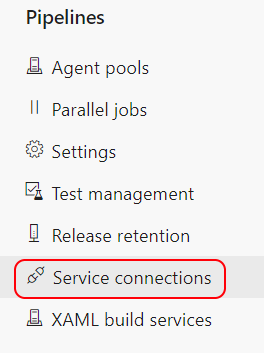 Pipelines
Agent pools
Parallel jobs
Settings
Test management
Release retention
Service connections
XAML build services